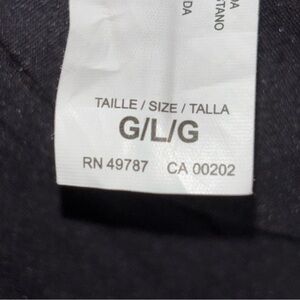 TAILLE / SIZE / TALLA
G/L/G
RN 49787 CA 00202